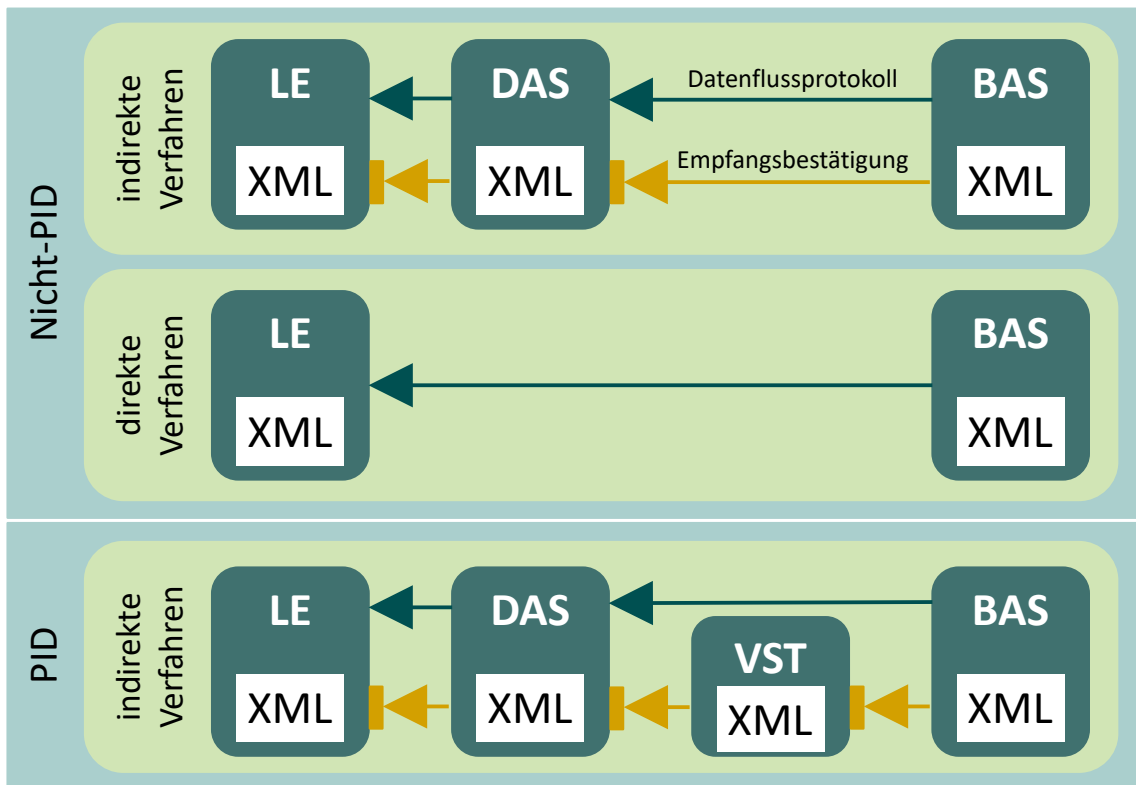 Nicht-PID
indirekte
Verfahren
LE
DAS
BAS
Datenflussprotokoll
Empfangsbestätigung
XML
XML
XML
direkte
Verfahren
LE
BAS
XML
XML
PID
indirekte
Verfahren
LE
DAS
VST
BAS
XML
XML
XML
XML